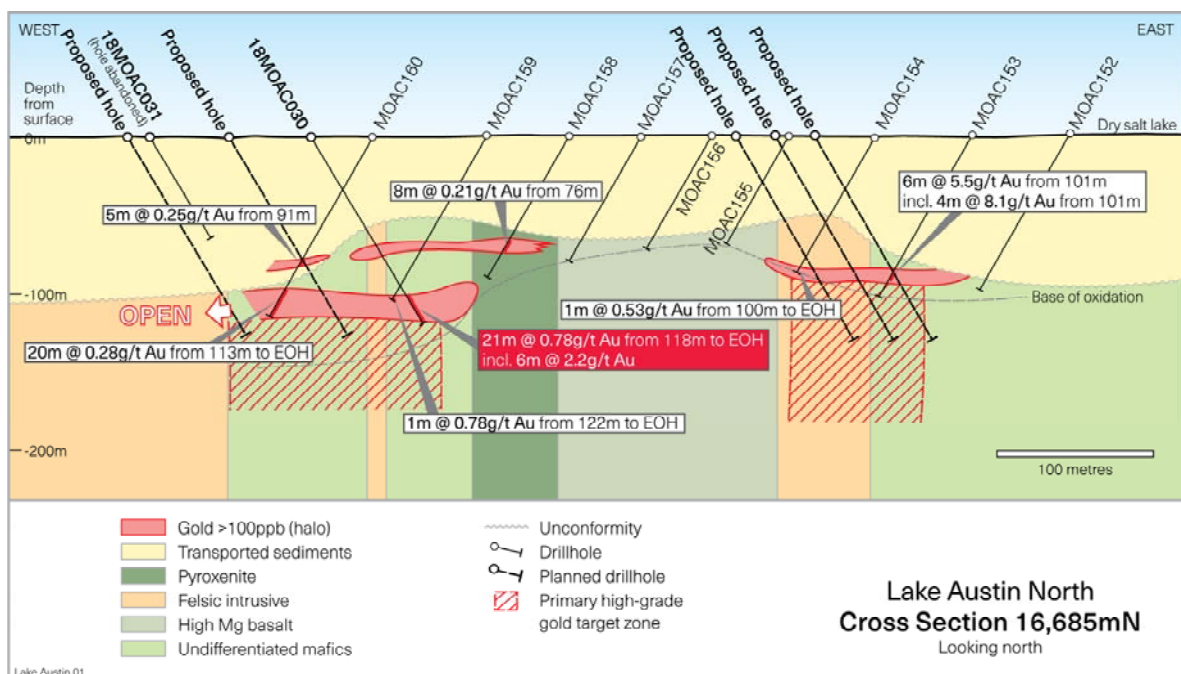 WEST
EAST
Depth
from
surface
Proposed hole
18MOAC031
(hole abandoned)
Proposed hole
18MOAC030
MOAC160
MOAC159
MOAC158
MOAC157
MOAC156
MOAC155
Proposed hole
Proposed hole
Proposed hole
MOAC154
MOAC153
MOAC152
0m
Dry salt lake
8m @ 0.21g/t Au from 76m
6m @ 5.5g/t Au from 101m
incl. 4m @ 8.1g/t Au from 101m
5m @ 0.25g/t Au from 91m
-100m
OPEN
Base of oxidation
1m @ 0.53g/t Au from 100m to EOH
20m @ 0.28g/t Au from 113m to EOH
21m @ 0.78g/t Au from 118m to EOH
incl. 6m @ 2.2g/t Au
1m @ 0.78g/t Au from 122m to EOH
-200m
100 metres
Gold >100ppb (halo)
Transported sediments
Pyroxenite
Felsic intrusive
High Mg basalt
Undifferentiated mafics
Unconformity
Drillhole
Planned drillhole
Primary high-grade
gold target zone
Lake Austin North
Cross Section 16,685mN
Looking north
Lake Austin 01